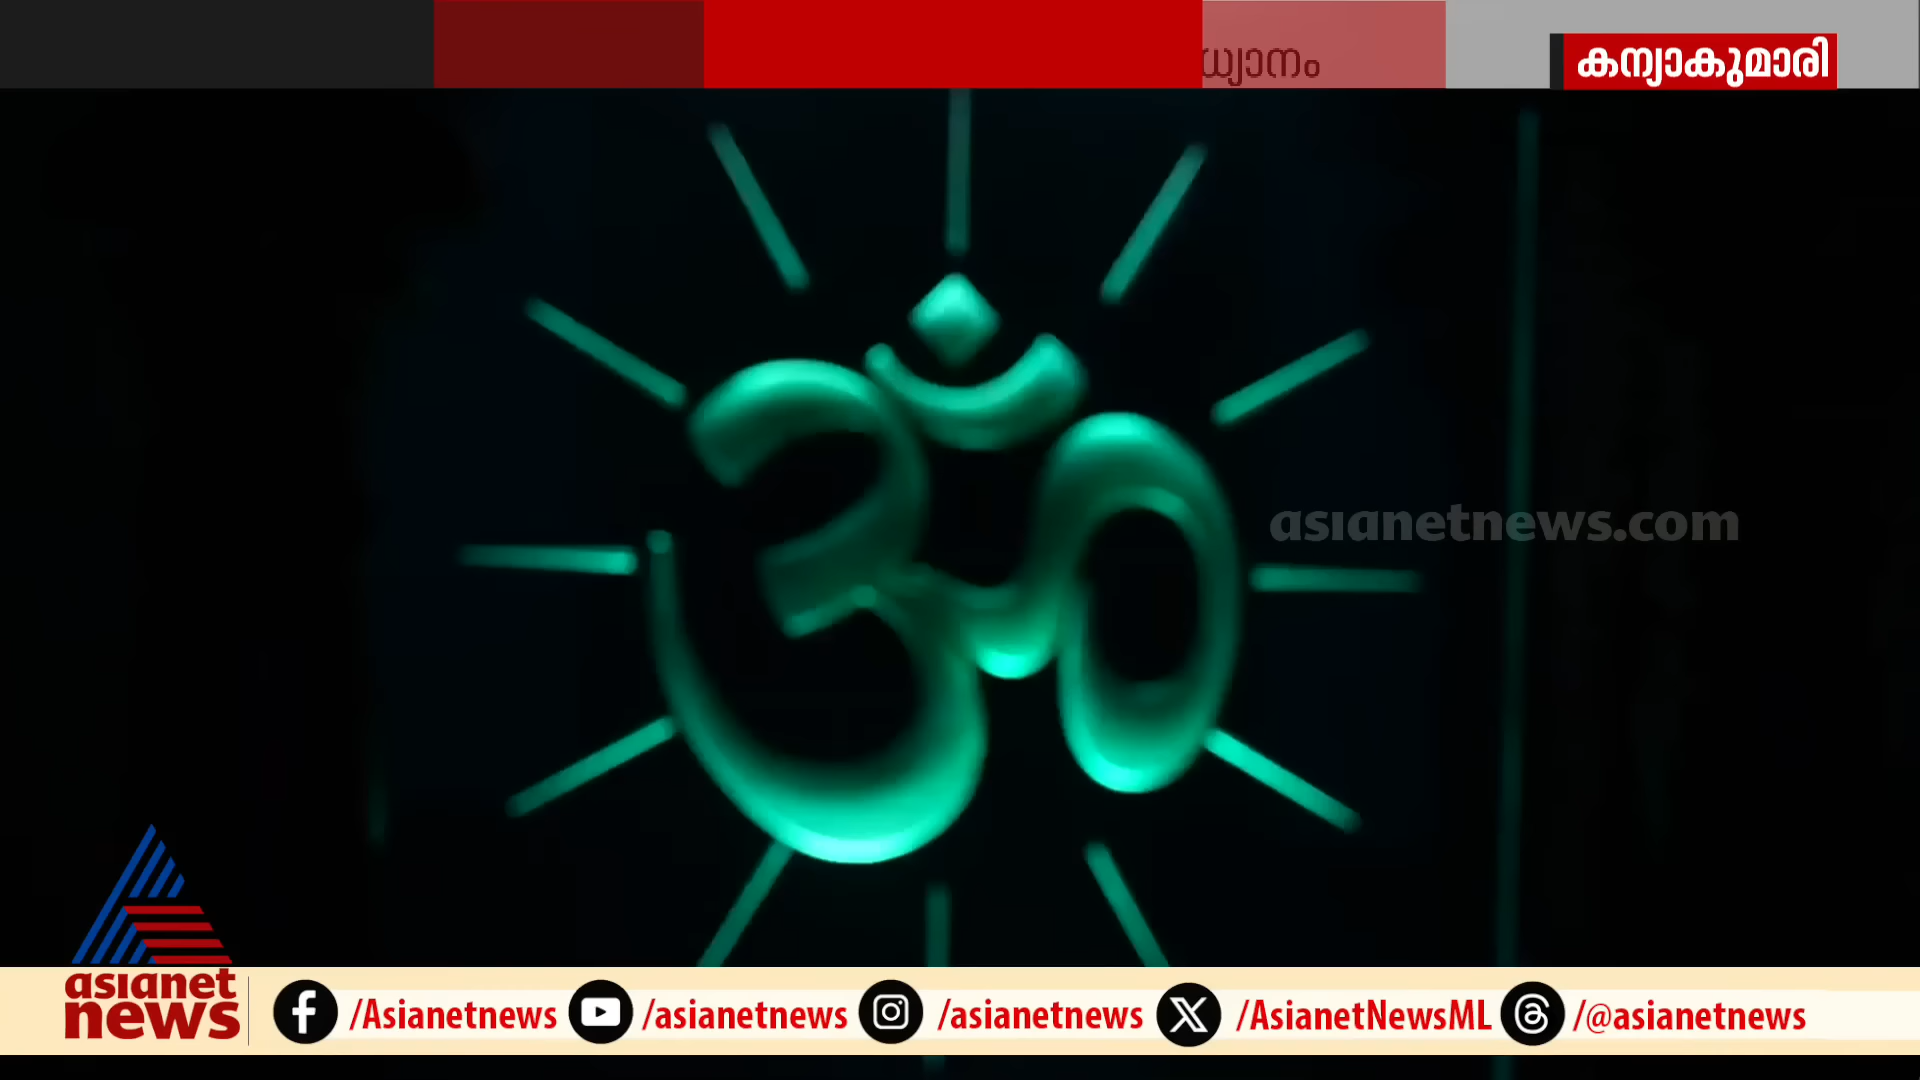 ധ്യാനം
കന്യാകുമാരി
asianetnews.com
asianet
news
/Asianetnews
/asianetnews
/asianetnews
/AsianetNewsML
/@asianetnews